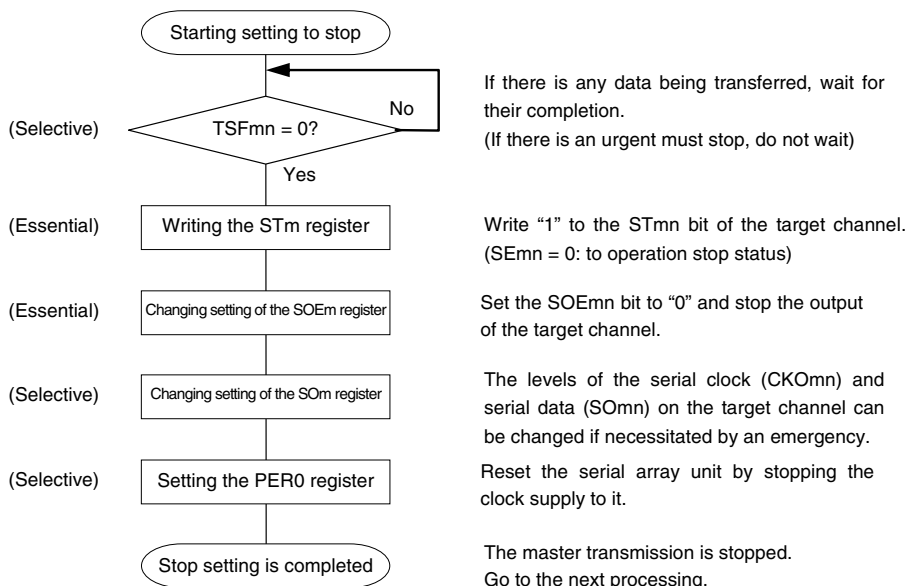 Starting setting to stop
If there is any data being transferred, wait for
their completion.
(If there is an urgent must stop, do not wait)
No
(Selective)
TSFmn = 0?
Yes
(Essential)
Writing the STm register
Write “1” to the STmn bit of the target channel.
(SEmn = 0: to operation stop status)
(Essential)
Changing setting of the SOEm register
Set the SOEmn bit to “0” and stop the output
of the target channel.
(Selective)
Changing setting of the SOm register
The levels of the serial clock (CKOmn) and
serial data (SOmn) on the target channel can
be changed if necessitated by an emergency.
(Selective)
Setting the PER0 register
Reset the serial array unit by stopping the
clock supply to it.
Stop setting is completed
The master transmission is stopped.
Go to the next processing.